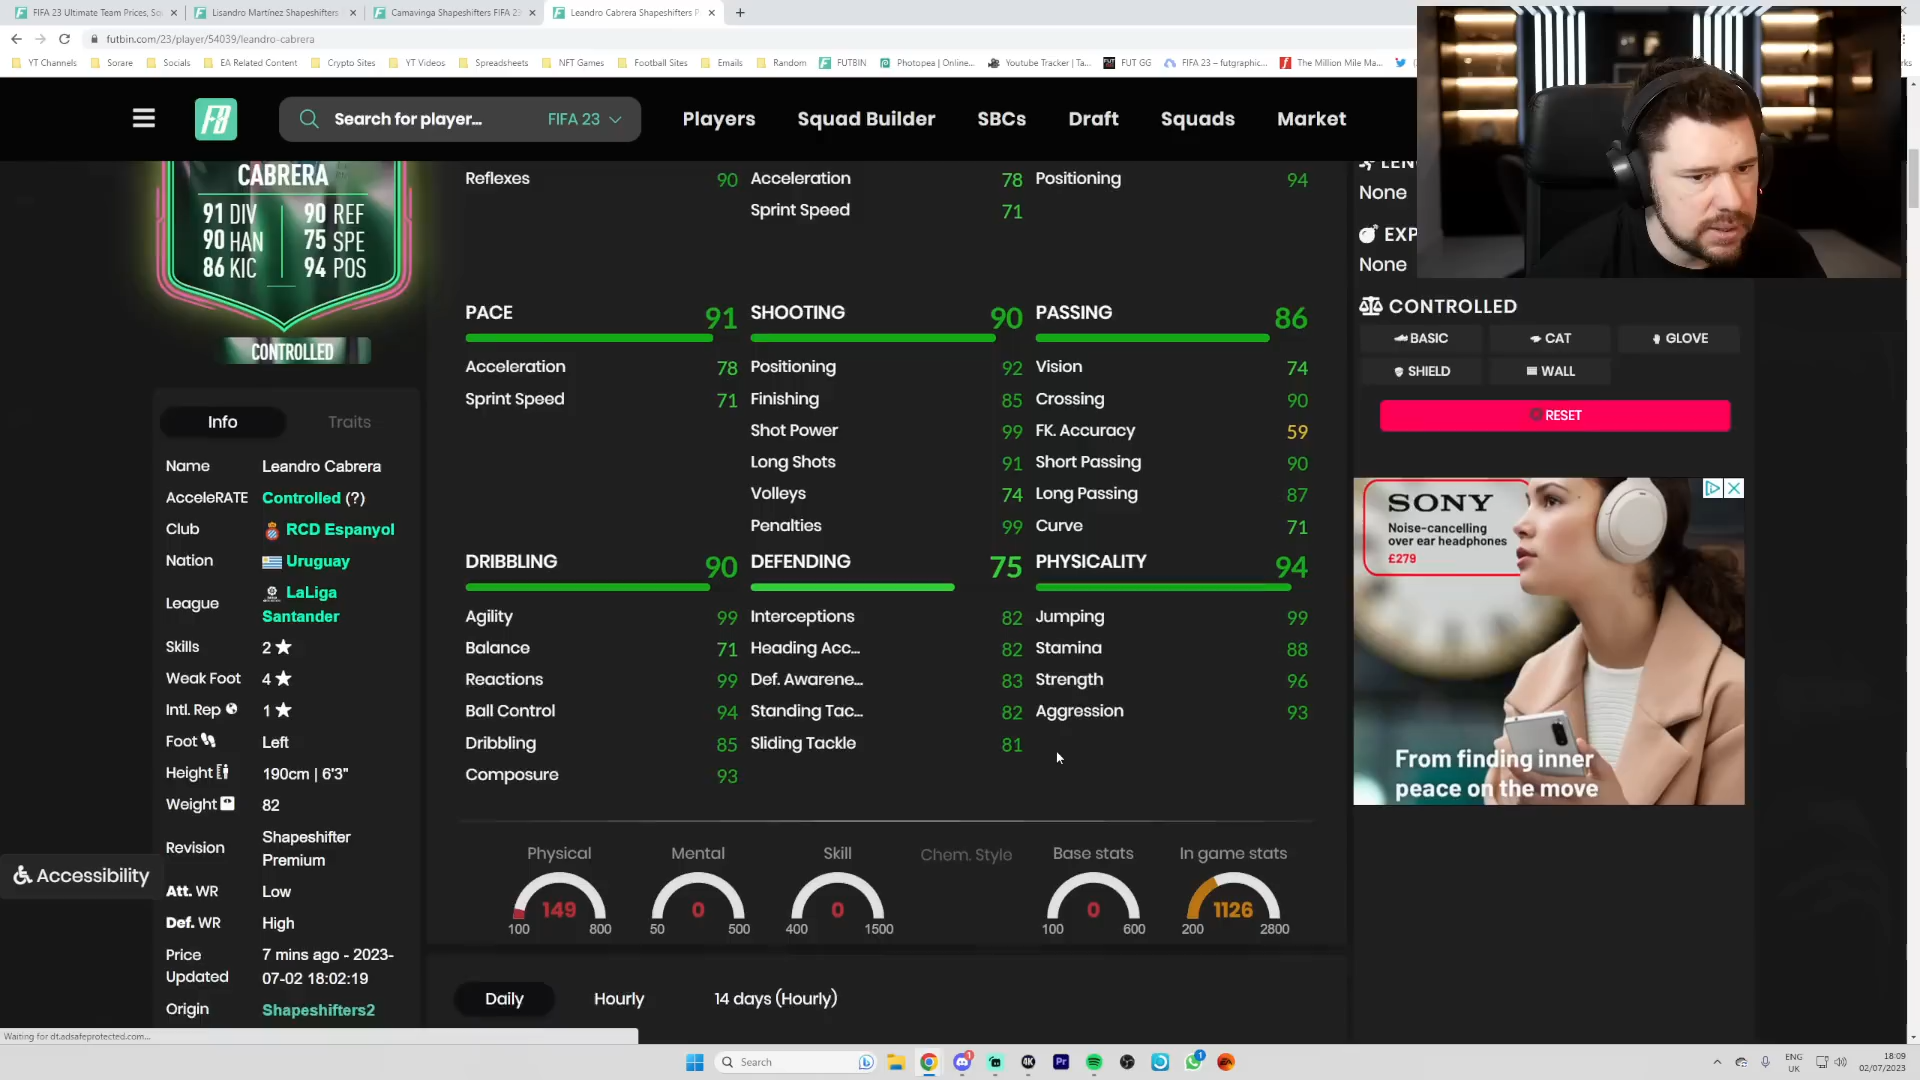 FIFA 23 Ultimate Team Prices, Sq
Lisandro Martínez Shapeshifters
Camavinga Shapeshifters FIFA 23
Leandro Cabrera Shapeshifters P
futbin.com/23/player/54039/leandro-cabrera
YT Channels
Sorare
Socials
EA Related Content
Crypto Sites
YT Videos
Spreadsheets
NFT Games
Football Sites
Emails
Random
FUTBIN
Photopea | Online...
Youtube Tracker | Ta...
FUT GG
FIFA 23 – futgraphic...
The Million Mile Ma...
Search for player...
FIFA 23
Players
Squad Builder
SBCs
Draft
Squads
Market
CABRERA
91 DIV 90 REF
90 HAN 75 SPE
86 KIC 94 POS
CONTROLLED
Reflexes 90
Acceleration 78
Sprint Speed 71
Positioning 94
PACE 91
Acceleration 78
Sprint Speed 71
SHOOTING 90
Positioning 92
Finishing 85
Shot Power 99
Long Shots 91
Volleys 74
Penalties 99
PASSING 86
Vision 74
Crossing 90
FK. Accuracy 59
Short Passing 90
Long Passing 87
Curve 71
DRIBBLING 90
Agility 99
Balance 71
Reactions 99
Ball Control 94
Dribbling 85
Composure 93
DEFENDING 75
Interceptions 82
Heading Acc... 82
Def. Awarene... 83
Standing Tac... 82
Sliding Tackle 81
PHYSICALITY 94
Jumping 99
Stamina 88
Strength 96
Aggression 93
Info
Traits
Name Leandro Cabrera
AcceleRATE Controlled (?)
Club RCD Espanyol
Nation Uruguay
League LaLiga
Santander
Skills 2
Weak Foot 4
Intl. Rep 1
Foot Left
Height 190cm | 6'3"
Weight 82
Revision Shapeshifter
Premium
Att. WR Low
Def. WR High
Price
Updated
7 mins ago - 2023-
07-02 18:02:19
Origin Shapeshifters2
Accessibility
Physical
149
100 800
Mental
0
50 500
Skill
0
400 1500
Chem. Style
Base stats
0
100 600
In game stats
1126
200 2800
Daily
Hourly
14 days (Hourly)
None
EXP
None
CONTROLLED
BASIC
CAT
GLOVE
SHIELD
WALL
RESET
SONY
Noise-cancelling
over ear headphones
£279
From finding inner
peace on the move
Waiting for dt.adsafeprotected.com...
Search
ENG
UK
18:09
02/07/2023